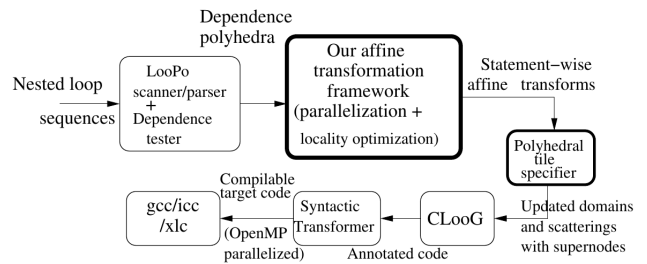 Dependence
polyhedra
Nested loop
sequences
LooPo
scanner/parser
+
Dependence
tester
Our affine
transformation
framework
(parallelization +
locality optimization)
Statement−wise
affine transforms
Polyhedral
tile
specifier
Updated domains
and scatterings
with supernodes
CLooG
Annotated code
Syntactic
Transformer
Compilable
target code
(OpenMP
parallelized)
gcc/icc
/xlc